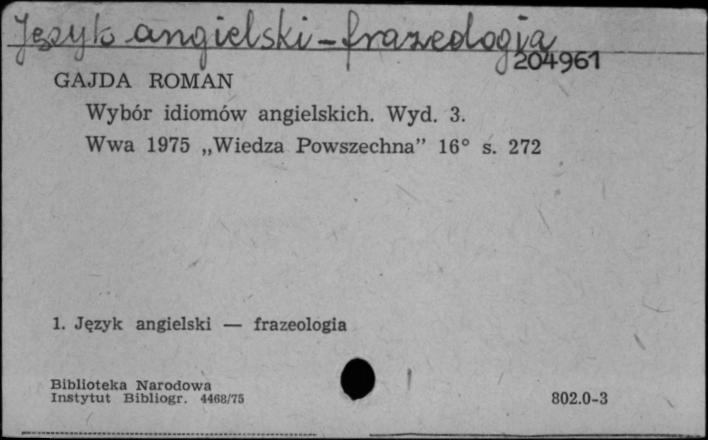 Język angielski - frazeologia
204961
GAJDA ROMAN
Wybór idiomów angielskich. Wyd. 3.
Wwa 1975 „Wiedza Powszechna” 16° s. 272
1. Język angielski — frazeologia
Biblioteka Narodowa
Instytut Bibliogr. 4468/75
802.0-3